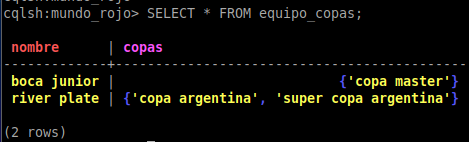 cqlsh:mundo_rojo> SELECT * FROM equipo_copas;
nombre | copas
-------------+------------------------------------------
boca junior | {'copa master'}
river plate | {'copa argentina', 'super copa argentina'}
(2 rows)